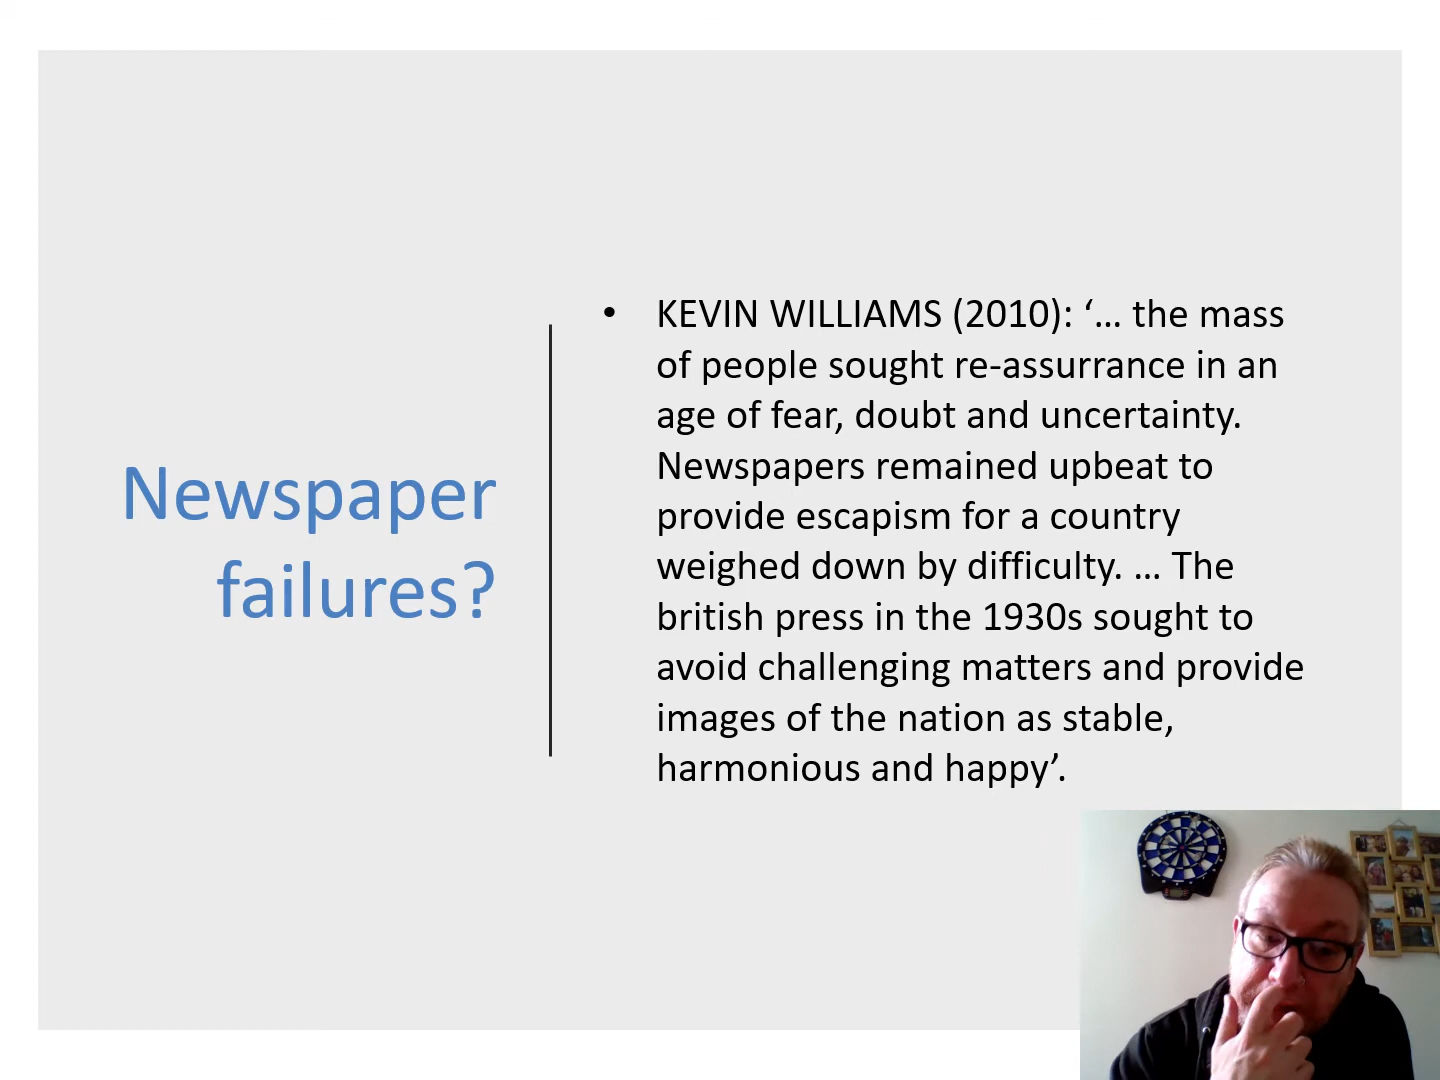 Newspaper
failures?
• KEVIN WILLIAMS (2010): ‘… the mass
of people sought re-assurrance in an
age of fear, doubt and uncertainty.
Newspapers remained upbeat to
provide escapism for a country
weighed down by difficulty. … The
british press in the 1930s sought to
avoid challenging matters and provide
images of the nation as stable,
harmonious and happy’.